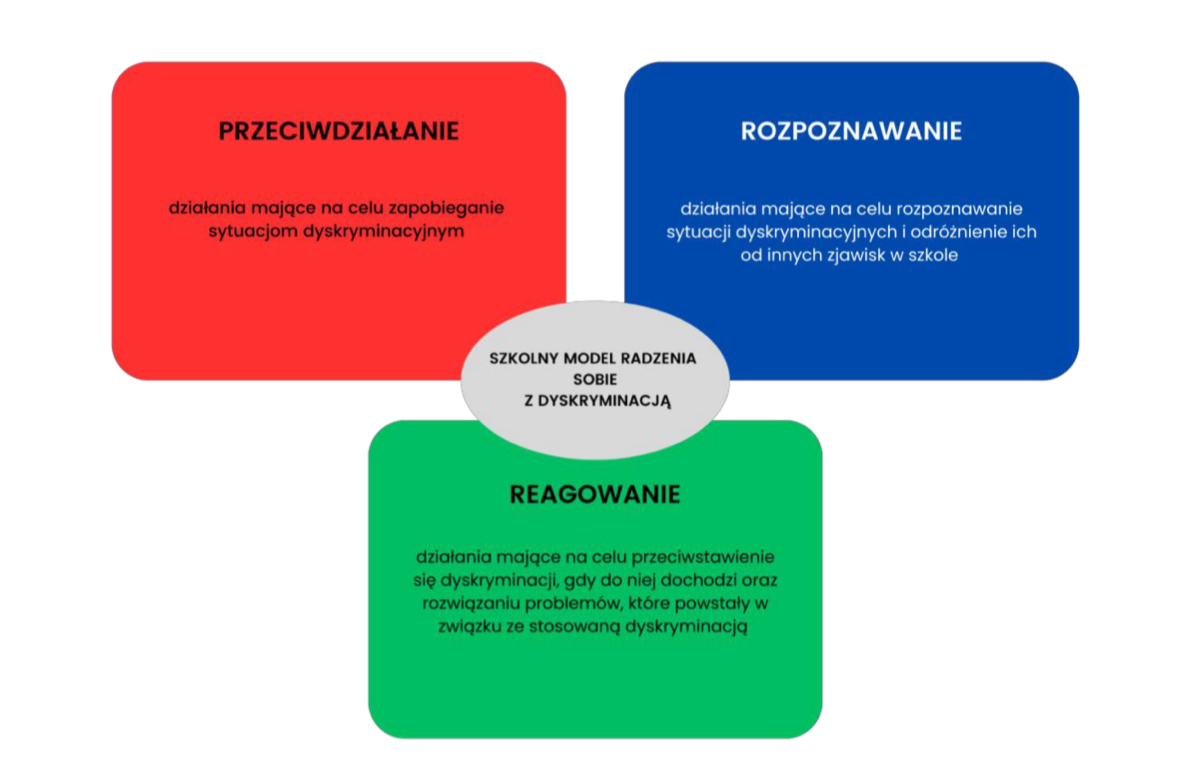 PRZECIWDZIAŁANIE
działania mające na celu zapobieganie
sytuacjom dyskryminacyjnym
ROZPOZNAWANIE
działania mające na celu rozpoznawanie
sytuacji dyskryminacyjnych i odróżnienie ich
od innych zjawisk w szkole
SZKOLNY MODEL RADZENIA
SOBIE
Z DYSKRYMINACJĄ
REAGOWANIE
działania mające na celu przeciwstawienie
się dyskryminacji, gdy do niej dochodzi oraz
rozwiązaniu problemów, które powstały w
związku ze stosowaną dyskryminacją